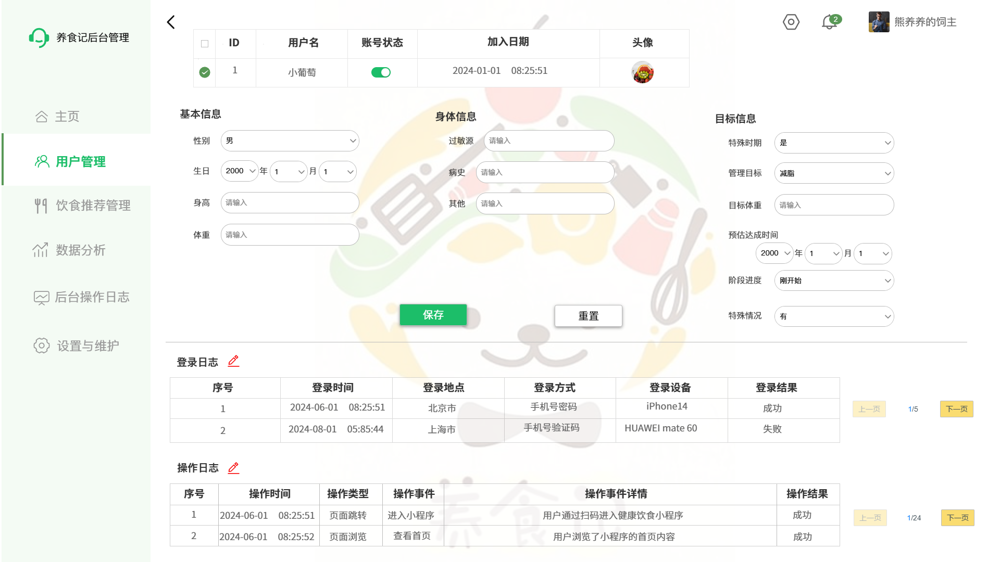 养食记后台管理
2
熊养养的饲主
主页
用户管理
饮食推荐管理
数据分析
后台操作日志
设置与维护
ID 用户名 账号状态 加入日期 头像
1 小葡萄 2024-01-01 08:25:51
基本信息
性别 男
生日 2000 年 1 月 1
身高 请输入
体重 请输入
身体信息
过敏源 请输入
病史 请输入
其他 请输入
目标信息
特殊时期 是
管理目标 减脂
目标体重 请输入
预估达成时间
2000 年 1 月 1
阶段进度 刚开始
特殊情况 有
保存
重置
登录日志
序号 登录时间 登录地点 登录方式 登录设备 登录结果
1 2024-06-01 08:25:51 北京市 手机号密码 iPhone14 成功
2 2024-08-01 05:85:44 上海市 手机号验证码 HUAWEI mate 60 失败
上一页 1/5 下一页
操作日志
序号 操作时间 操作类型 操作事件 操作事件详情 操作结果
1 2024-06-01 08:25:51 页面跳转 进入小程序 用户通过扫码进入健康饮食小程序 成功
2 2024-06-01 08:25:52 页面浏览 查看首页 用户浏览了小程序的首页内容 成功
上一页 1/24 下一页
养食记